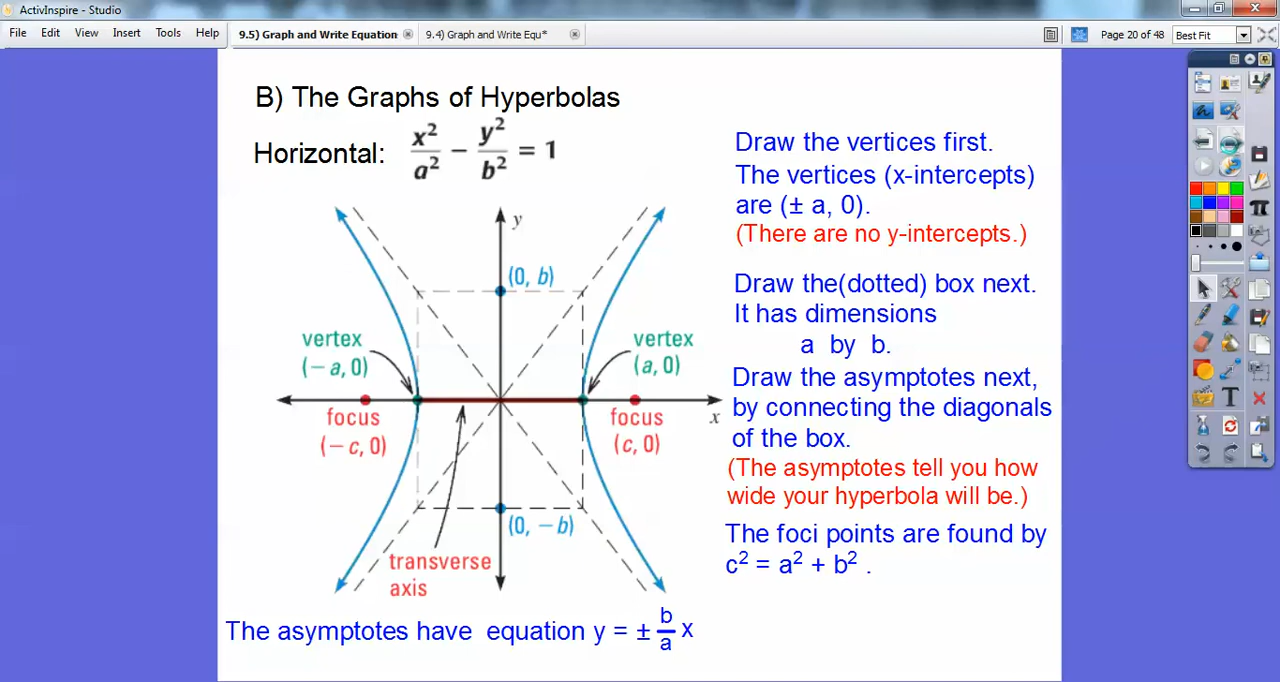 ActivInspire - Studio
File Edit View Insert Tools Help
9.5) Graph and Write Equation 9.4) Graph and Write Equ*
Page 20 of 48 Best Fit
B) The Graphs of Hyperbolas
Horizontal: x²/a² − y²/b² = 1
Draw the vertices first.
The vertices (x-intercepts)
are (± a, 0).
(There are no y-intercepts.)
Draw the(dotted) box next.
It has dimensions
a by b.
Draw the asymptotes next,
by connecting the diagonals
of the box.
(The asymptotes tell you how
wide your hyperbola will be.)
The foci points are found by
c² = a² + b² .
y
(0, b)
vertex
(−a, 0)
vertex
(a, 0)
focus
(−c, 0)
focus
(c, 0)
x
(0, −b)
transverse
axis
The asymptotes have equation y = ± b/a x